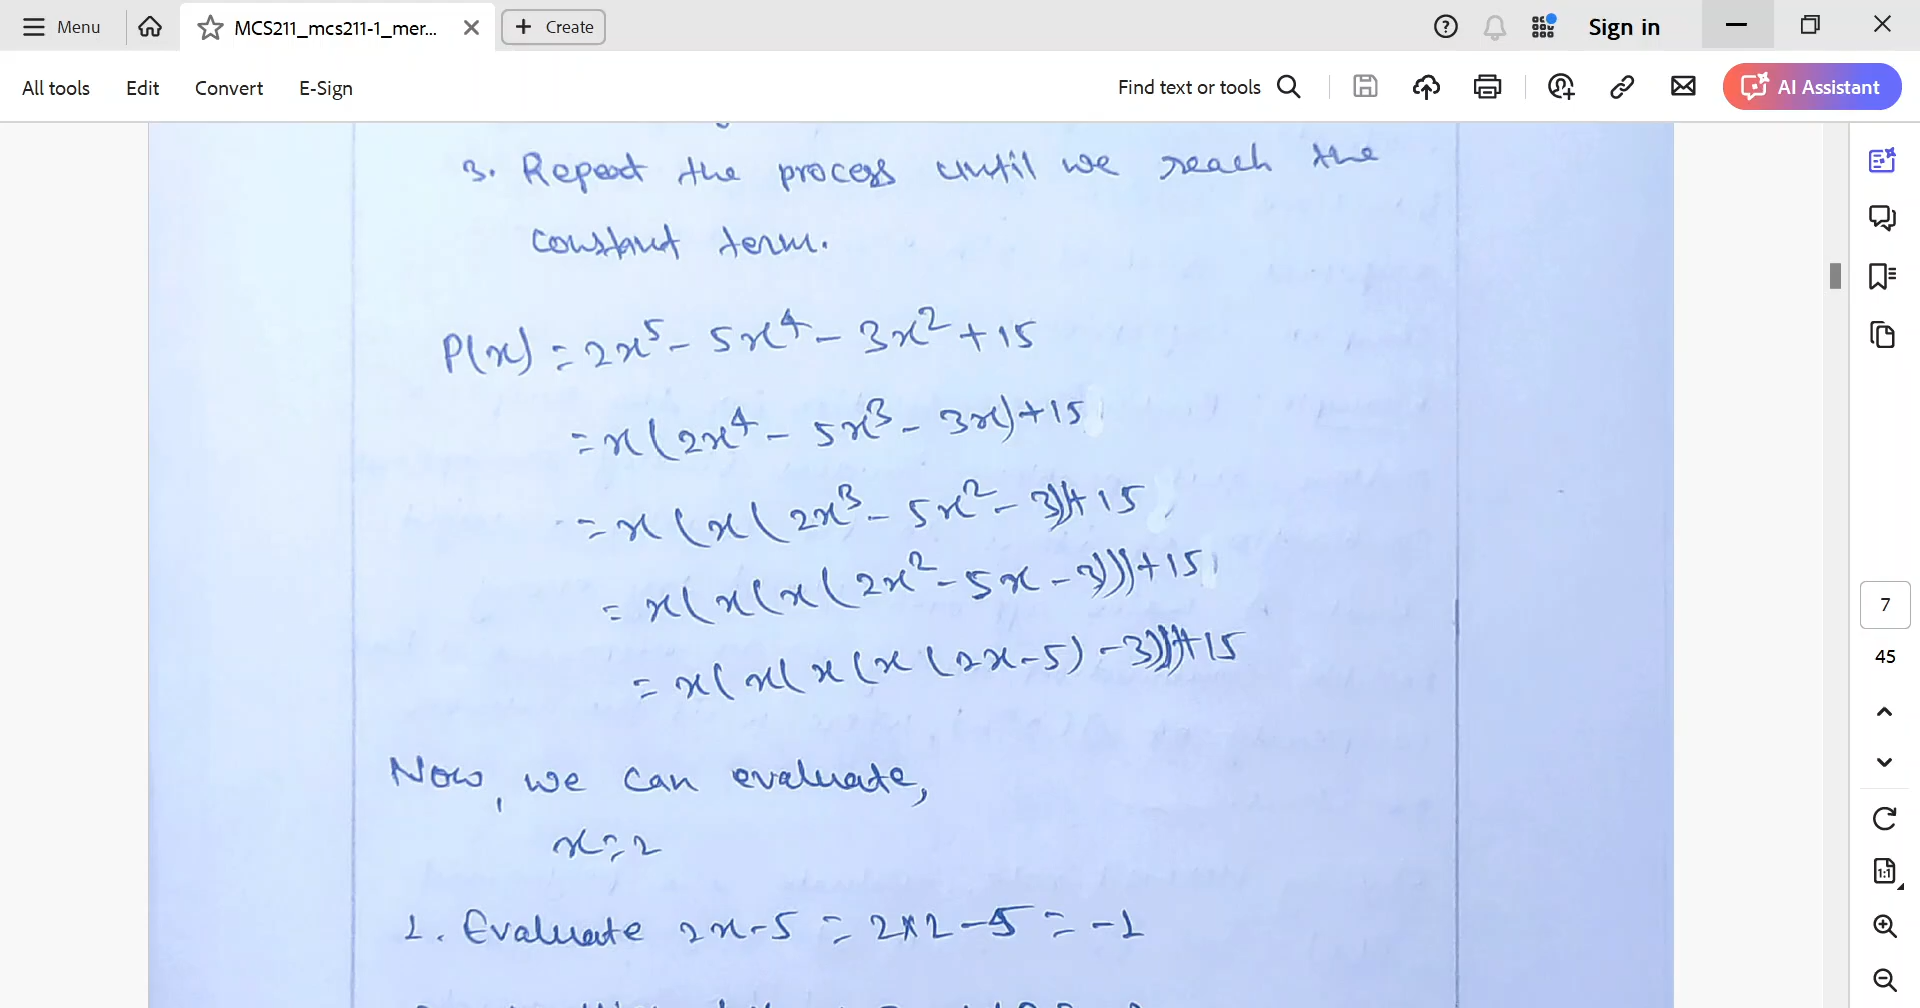 Menu
MCS211_mcs211-1_mer...
Create
Sign in
All tools
Edit
Convert
E-Sign
Find text or tools
AI Assistant
3. Repeat the process until we reach the
constant term.
P(x) = 2x⁵ - 5x⁴ - 3x² + 15
= x(2x⁴ - 5x³ - 3x) + 15
= x(x(2x³ - 5x² - 3)) + 15
= x(x(x(2x² - 5x - 3))) + 15
= x(x(x(x(2x-5) - 3))) + 15
Now, we can evaluate,
x = 2
1. Evaluate 2x-5 = 2×2-5 = -1
7
45
1:1